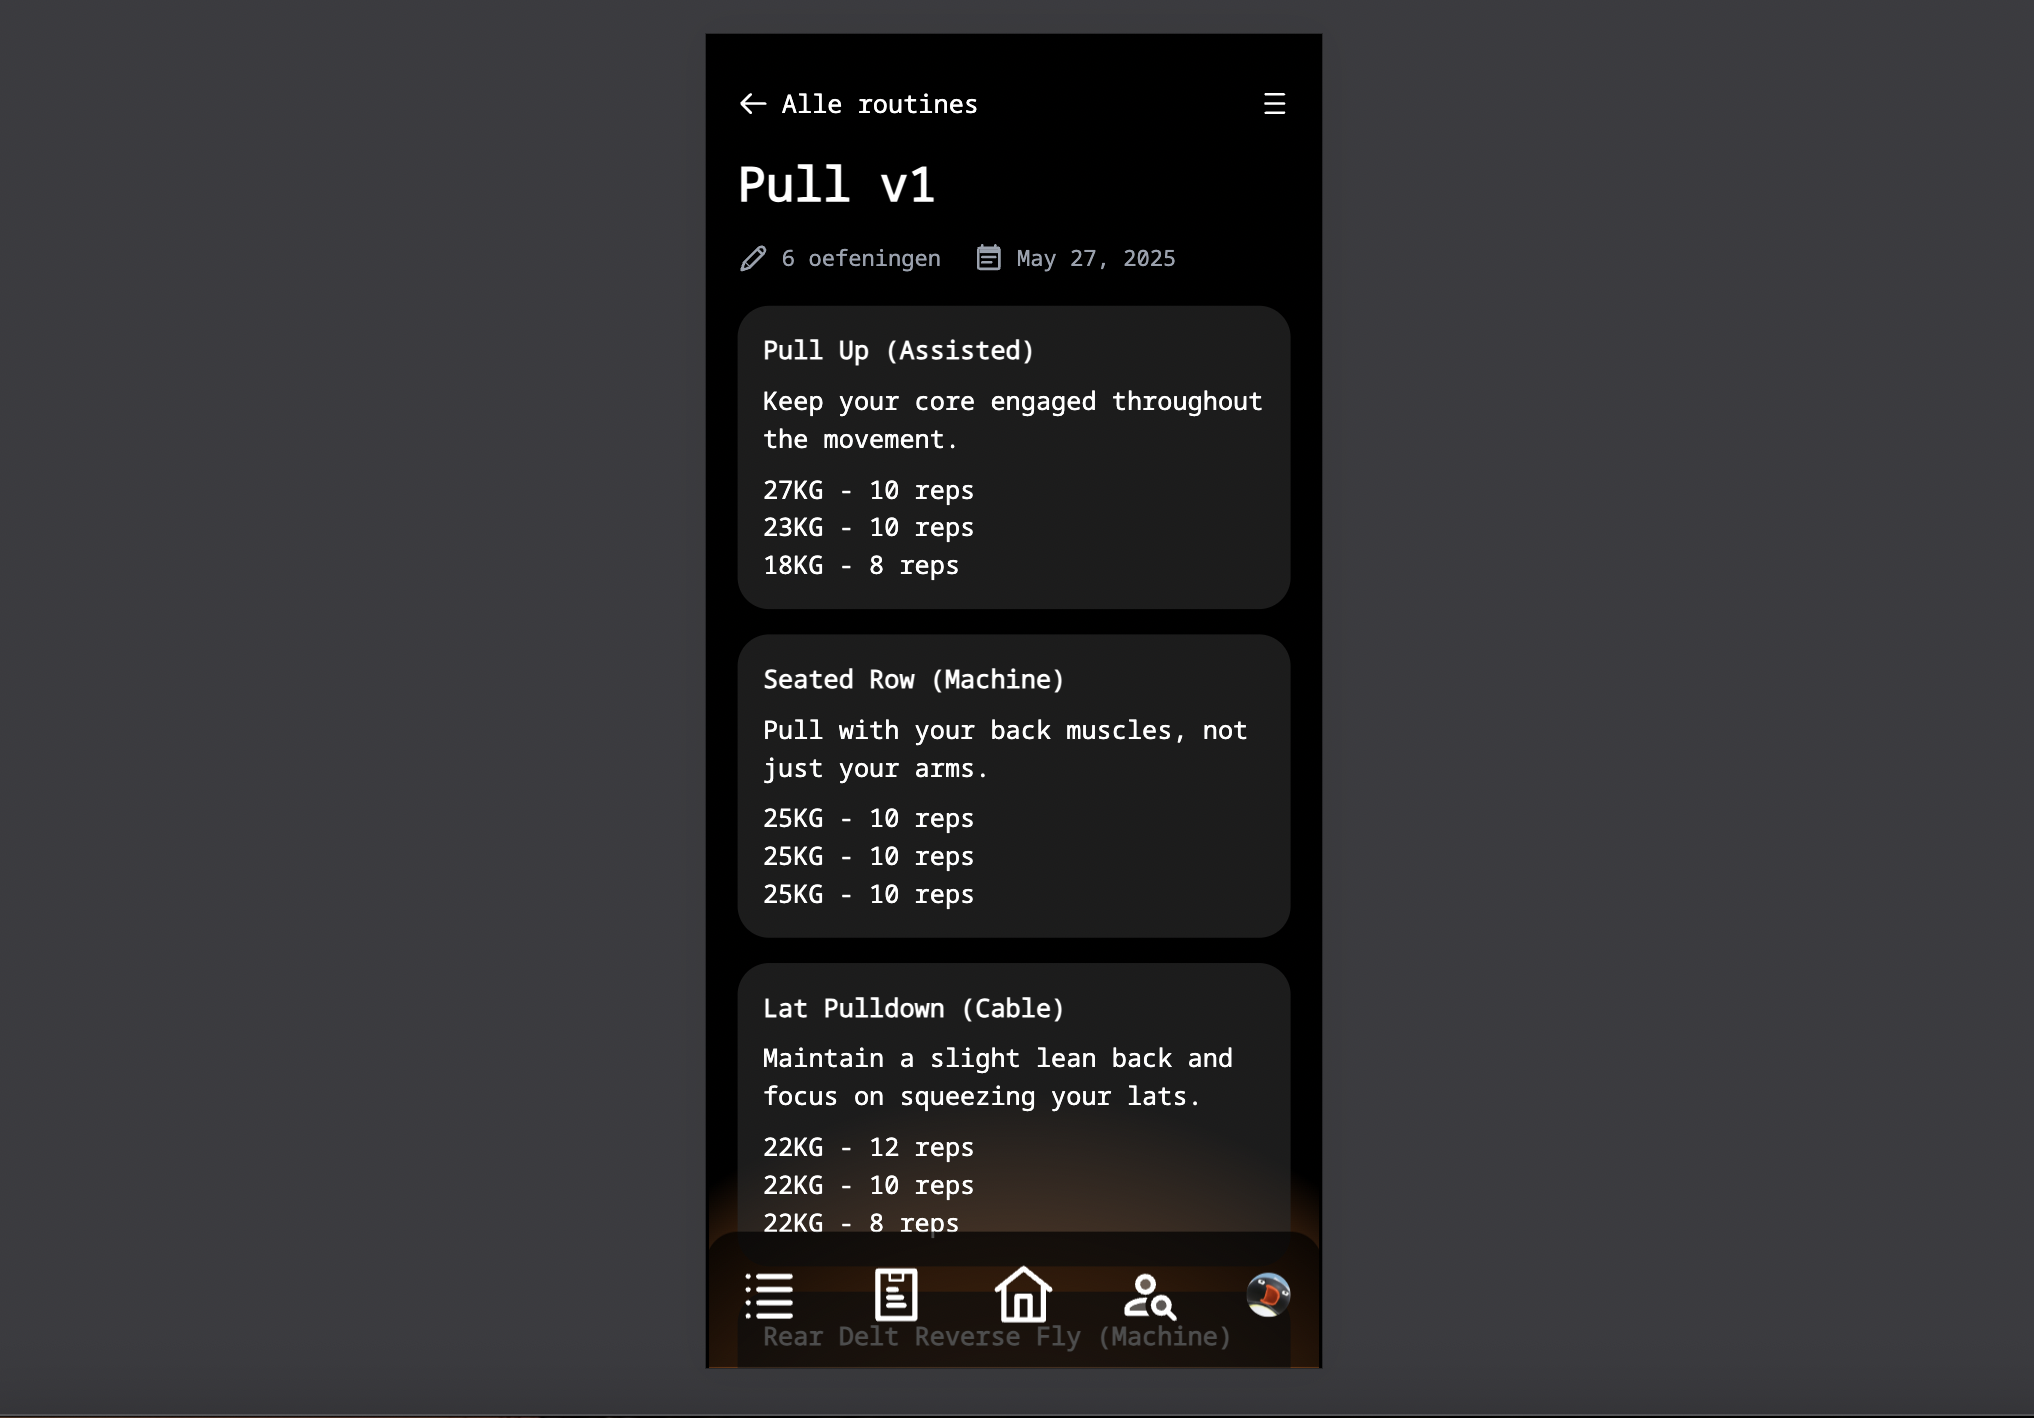 Alle routines
Pull v1
6 oefeningen
May 27, 2025
Pull Up (Assisted)
Keep your core engaged throughout
the movement.
27KG - 10 reps
23KG - 10 reps
18KG - 8 reps
Seated Row (Machine)
Pull with your back muscles, not
just your arms.
25KG - 10 reps
25KG - 10 reps
25KG - 10 reps
Lat Pulldown (Cable)
Maintain a slight lean back and
focus on squeezing your lats.
22KG - 12 reps
22KG - 10 reps
22KG - 8 reps
Rear Delt Reverse Fly (Machine)